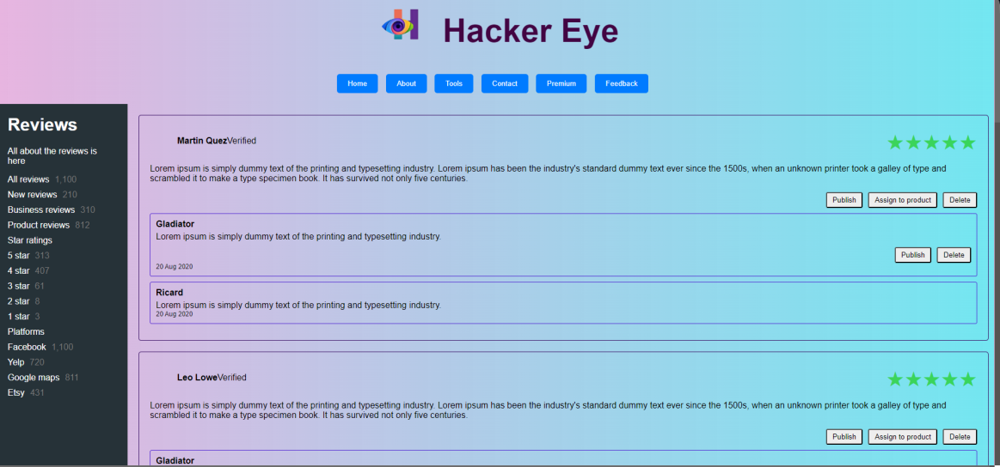 Hacker Eye
Home About Tools Contact Premium Feedback
Reviews
All about the reviews is
here
All reviews 1,100
New reviews 210
Business reviews 310
Product reviews 812
Star ratings
5 star 313
4 star 407
3 star 61
2 star 8
1 star 3
Platforms
Facebook 1,100
Yelp 720
Google maps 811
Etsy 431
Martin QuezVerified
Lorem ipsum is simply dummy text of the printing and typesetting industry. Lorem ipsum has been the industry's standard dummy text ever since the 1500s, when an unknown printer took a galley of type and
scrambled it to make a type specimen book. It has survived not only five centuries.
Publish Assign to product Delete
Gladiator
Lorem ipsum is simply dummy text of the printing and typesetting industry.
Publish Delete
20 Aug 2020
Ricard
Lorem ipsum is simply dummy text of the printing and typesetting industry.
20 Aug 2020
Leo LoweVerified
Lorem ipsum is simply dummy text of the printing and typesetting industry. Lorem ipsum has been the industry's standard dummy text ever since the 1500s, when an unknown printer took a galley of type and
scrambled it to make a type specimen book. It has survived not only five centuries.
Publish Assign to product Delete
Gladiator